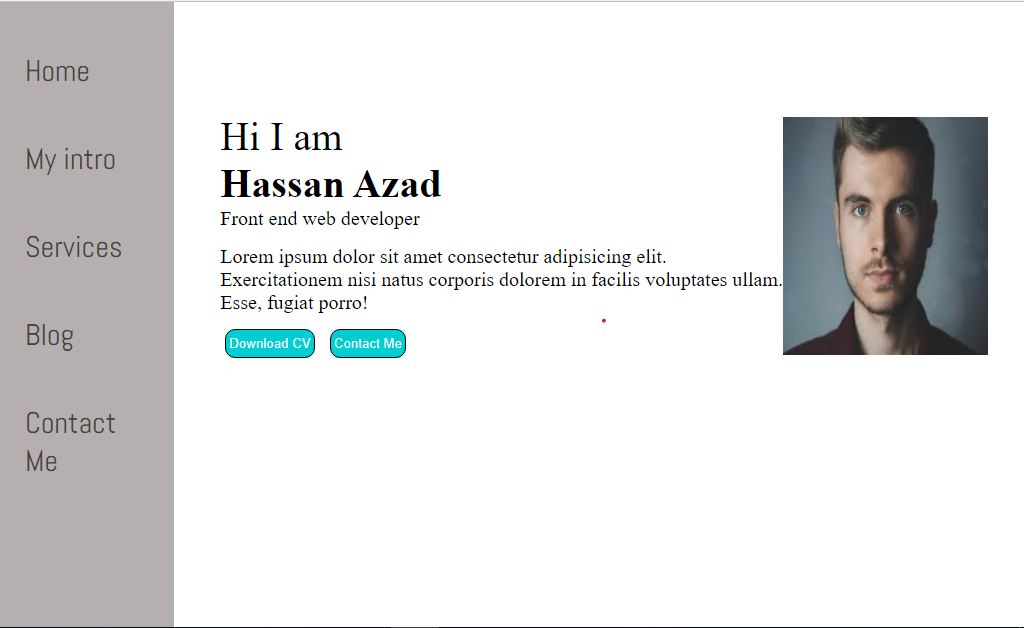 Home
My intro
Services
Blog
Contact
Me
Hi I am
Hassan Azad
Front end web developer
Lorem ipsum dolor sit amet consectetur adipisicing elit.
Exercitationem nisi natus corporis dolorem in facilis voluptates ullam.
Esse, fugiat porro!
Download CV
Contact Me